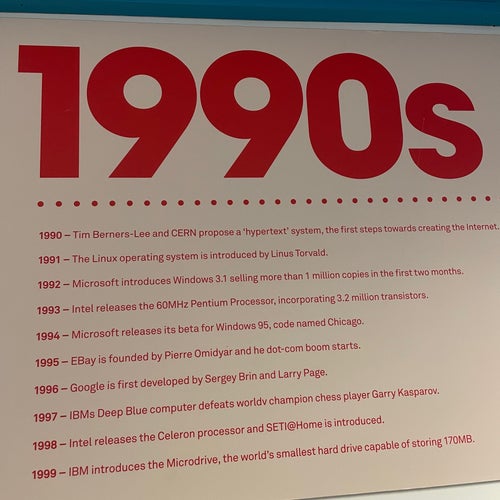 1990s
1990 – Tim Berners-Lee and CERN propose a 'hypertext' system, the first steps towards creating the Internet.
1991 – The Linux operating system is introduced by Linus Torvald.
1992 – Microsoft introduces Windows 3.1 selling more than 1 million copies in the first two months.
1993 – Intel releases the 60MHz Pentium Processor, incorporating 3.2 million transistors.
1994 – Microsoft releases its beta for Windows 95, code named Chicago.
1995 – EBay is founded by Pierre Omidyar and he dot-com boom starts.
1996 – Google is first developed by Sergey Brin and Larry Page.
1997 – IBMs Deep Blue computer defeats worldv champion chess player Garry Kasparov.
1998 – Intel releases the Celeron processor and SETI@Home is introduced.
1999 – IBM introduces the Microdrive, the world's smallest hard drive capable of storing 170MB.